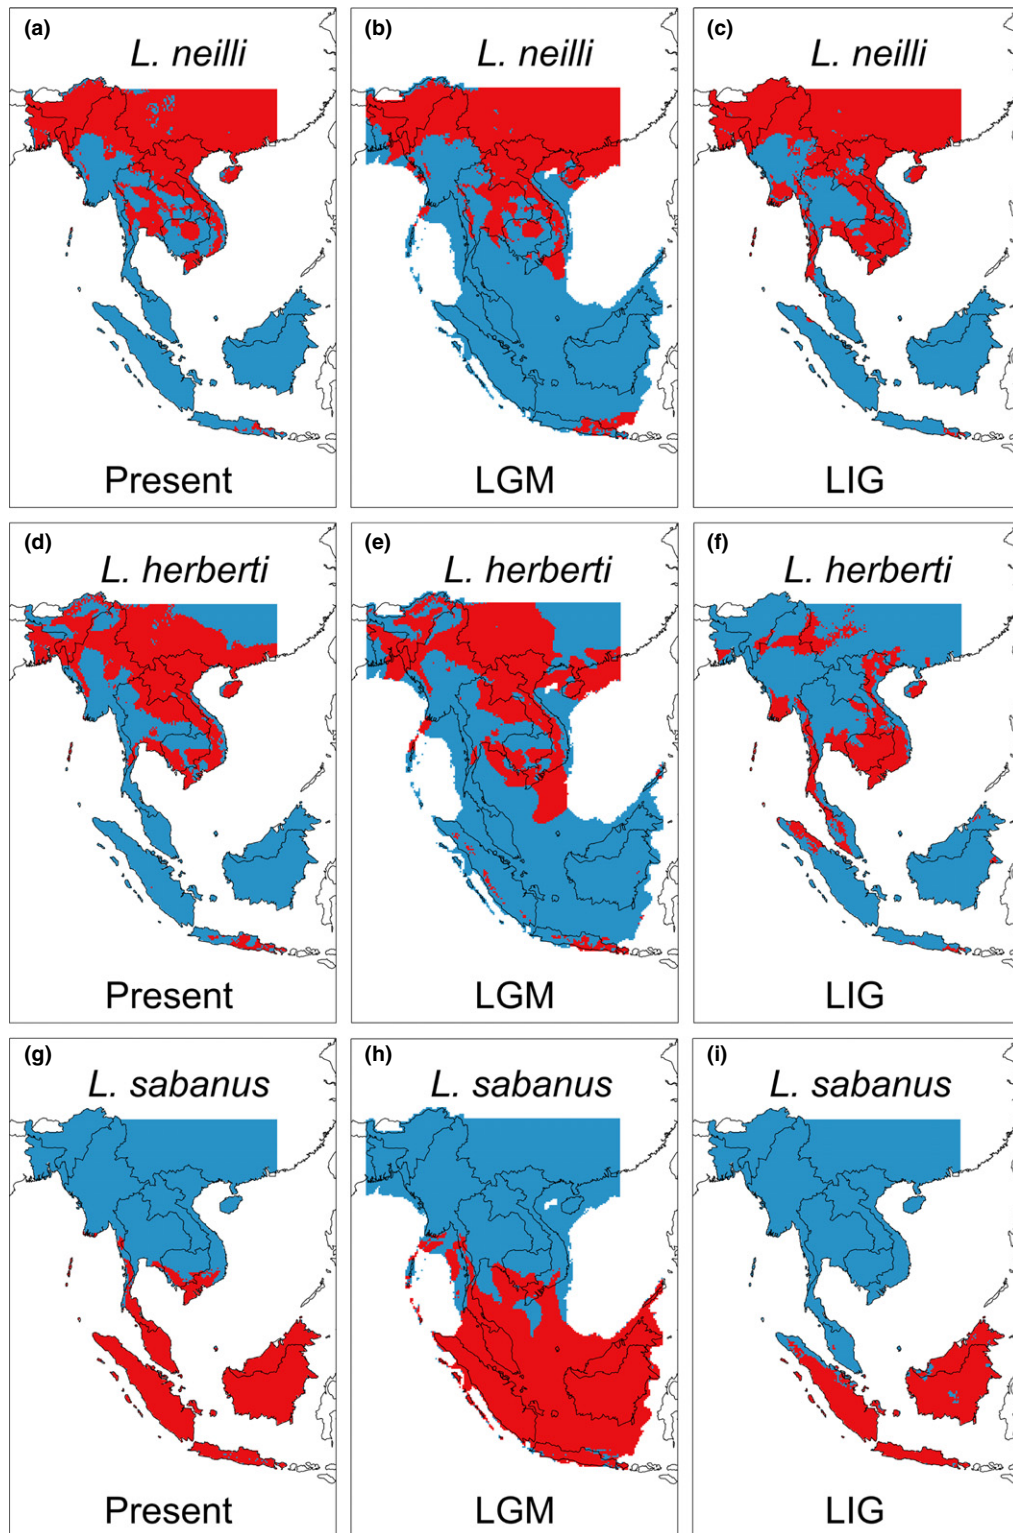 (a)
L. neilli
Present
(b)
L. neilli
LGM
(c)
L. neilli
LIG
(d)
L. herberti
Present
(e)
L. herberti
LGM
(f)
L. herberti
LIG
(g)
L. sabanus
Present
(h)
L. sabanus
LGM
(i)
L. sabanus
LIG